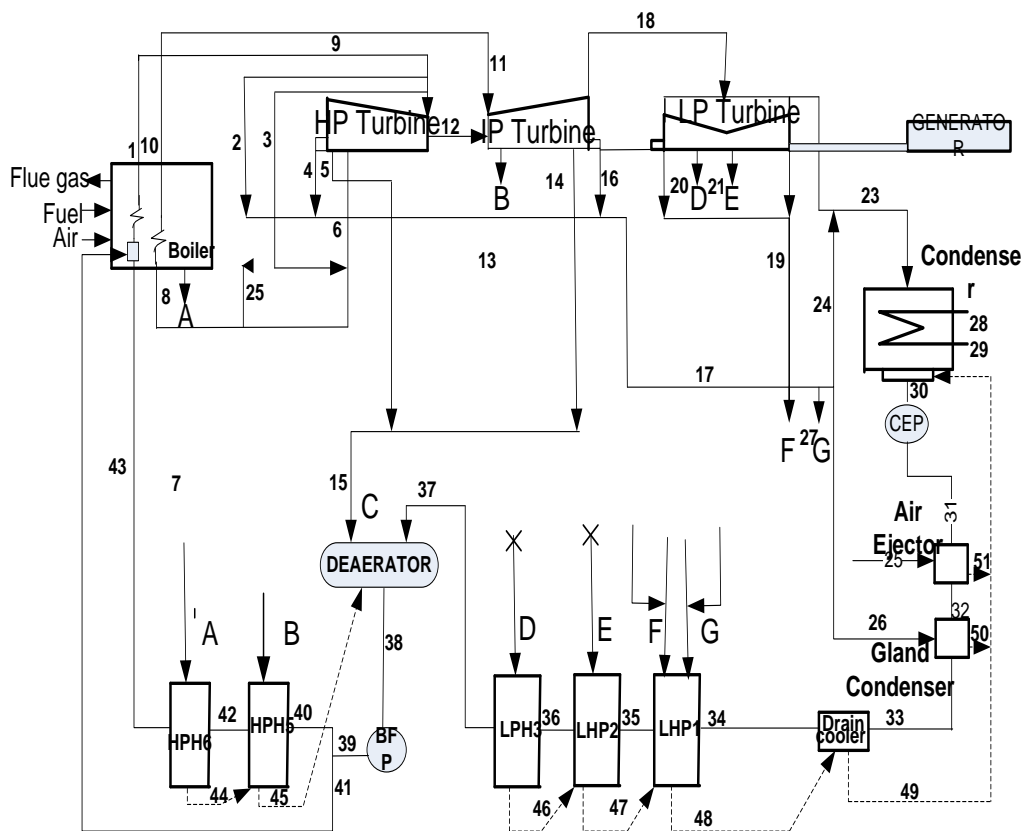 18
9
11
1
10
2
3
HP Turbine
12
IP Turbine
LP Turbine
GENERATO
R
Flue gas
Fuel
Air
Boiler
4
5
6
B
14
16
20
D
21
E
23
8
A
25
13
19
24
Condense
r
28
29
30
17
CEP
F
27
G
43
7
15
C
37
31
DEAERATOR
Air
Ejector
25
51
32
'A
B
38
D
E
F
G
26
50
Gland
Condenser
HPH6
42
HPH5
40
39
BF
P
LPH3
36
LHP2
35
LHP1
34
Drain
cooler
33
44
45
41
46
47
48
49